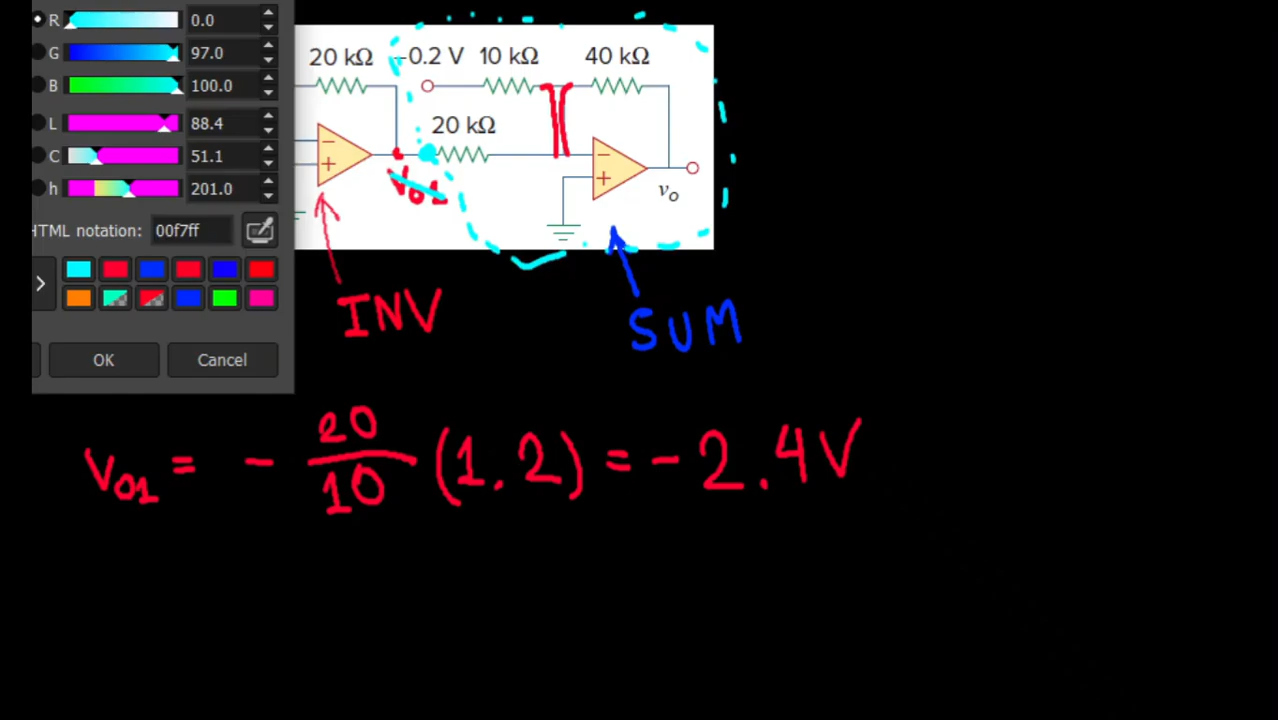 R 0.0
G 97.0
B 100.0
L 88.4
C 51.1
h 201.0
HTML notation: 00f7ff
OK Cancel
20 kΩ -0.2 V 10 kΩ 40 kΩ
20 kΩ
−
+
−
+
vo
Vo1
INV
SUM
Vo1 = - 20/10 (1.2) = -2.4V